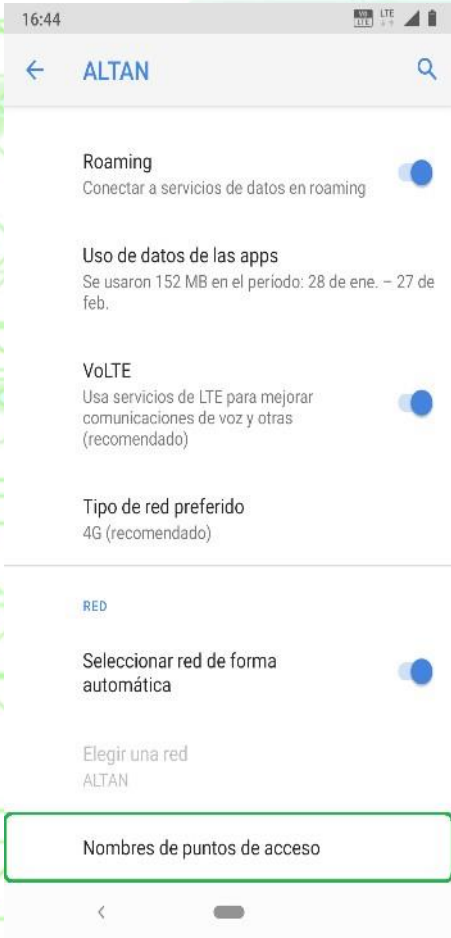 16:44
Vo LTE LTE
ALTAN
Roaming
Conectar a servicios de datos en roaming
Uso de datos de las apps
Se usaron 152 MB en el período: 28 de ene. – 27 de
feb.
VoLTE
Usa servicios de LTE para mejorar
comunicaciones de voz y otras
(recomendado)
Tipo de red preferido
4G (recomendado)
RED
Seleccionar red de forma
automática
Elegir una red
ALTAN
Nombres de puntos de acceso